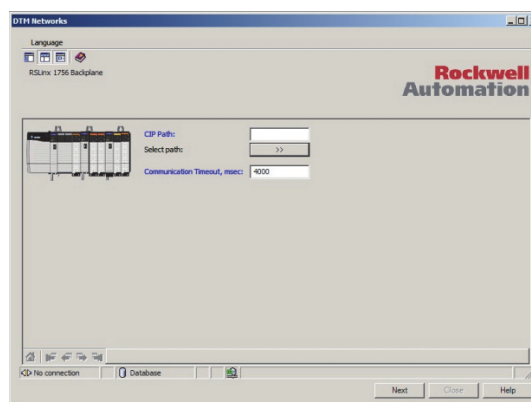 DTM Networks
Language
RSLinx 1756 Backplane
Rockwell
Automation
CIP Path:
Select path:
>>
Communication Timeout, msec:
4000
No connection
Database
Next
Close
Help